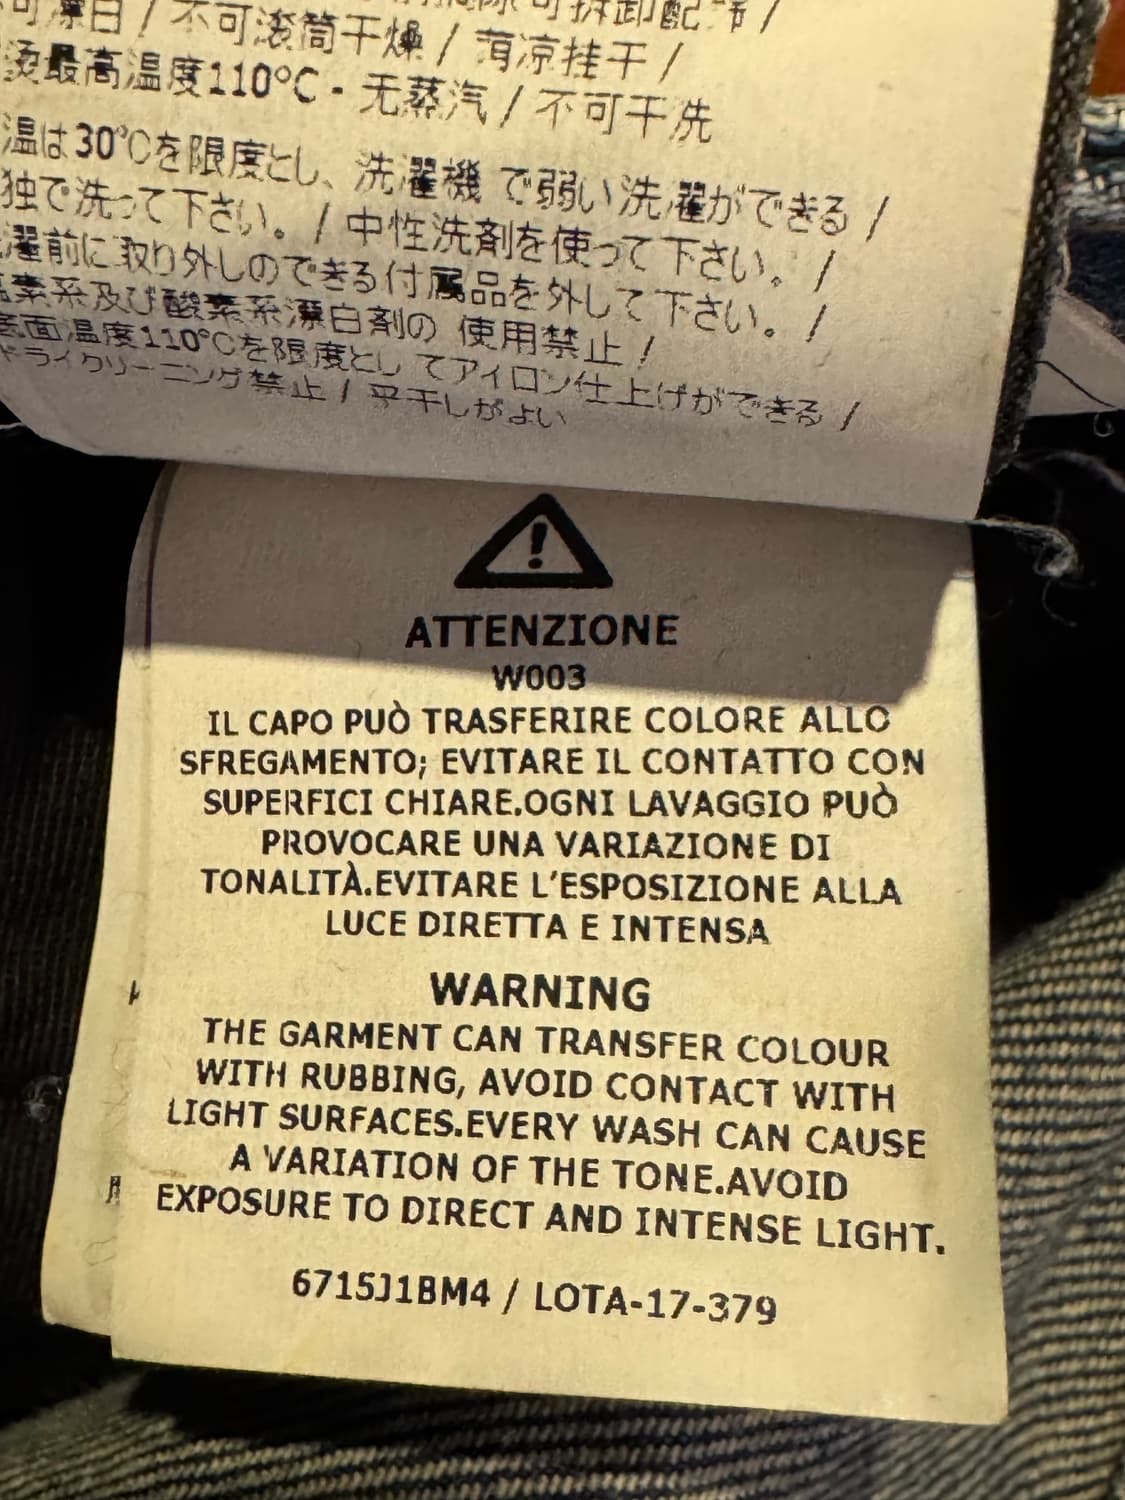 可漂白 / 不可滚筒干燥 / 荫凉挂干 /
烫最高温度110°C - 无蒸汽 / 不可干洗
温は30°Cを限度とし、洗濯機 で弱い洗濯ができる /
独で洗って下さい。 / 中性洗剤を使って下さい。 /
濯前に取り外しのできる付属品を外して下さい。 /
素系及び酸素系漂白剤の 使用禁止 /
底面温度110°Cを限度とし てアイロン仕上げができる /
ドライクリーニング禁止 / 平干しがよい
ATTENZIONE
W003
IL CAPO PUÒ TRASFERIRE COLORE ALLO
SFREGAMENTO; EVITARE IL CONTATTO CON
SUPERFICI CHIARE.OGNI LAVAGGIO PUÒ
PROVOCARE UNA VARIAZIONE DI
TONALITÀ.EVITARE L'ESPOSIZIONE ALLA
LUCE DIRETTA E INTENSA
WARNING
THE GARMENT CAN TRANSFER COLOUR
WITH RUBBING, AVOID CONTACT WITH
LIGHT SURFACES.EVERY WASH CAN CAUSE
A VARIATION OF THE TONE.AVOID
EXPOSURE TO DIRECT AND INTENSE LIGHT.
6715J1BM4 / LOTA-17-379